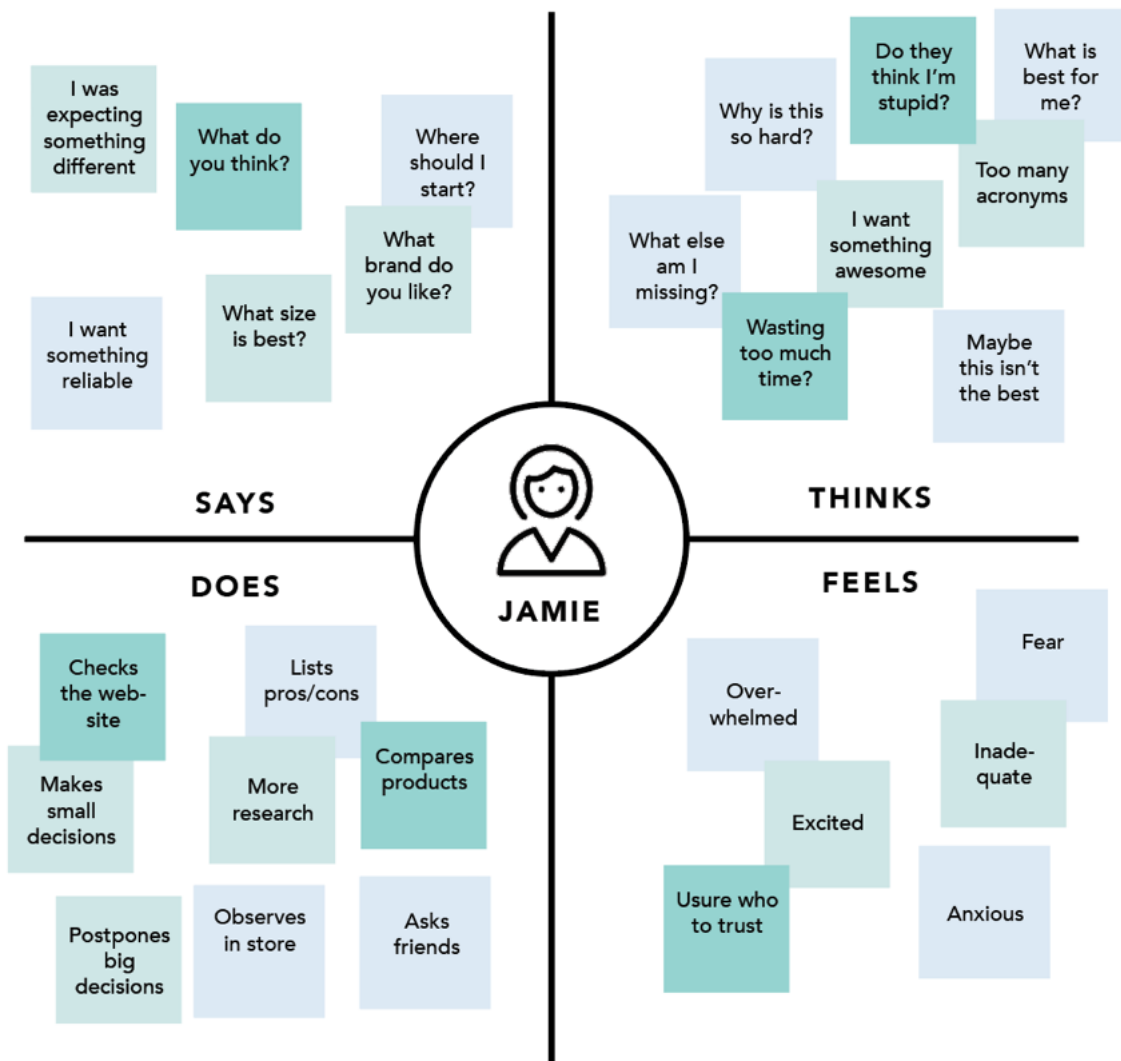 I was
expecting
something
different
What do
you think?
Where
should I
start?
What
brand do
you like?
What size
is best?
I want
something
reliable
SAYS
Do they
think I'm
stupid?
What is
best for
me?
Why is this
so hard?
Too many
acronyms
I want
something
awesome
What else
am I
missing?
Wasting
too much
time?
Maybe
this isn't
the best
THINKS
JAMIE
DOES
Checks
the web-
site
Lists
pros/cons
Compares
products
Makes
small
decisions
More
research
Postpones
big
decisions
Observes
in store
Asks
friends
FEELS
Fear
Over-
whelmed
Inade-
quate
Excited
Usure who
to trust
Anxious